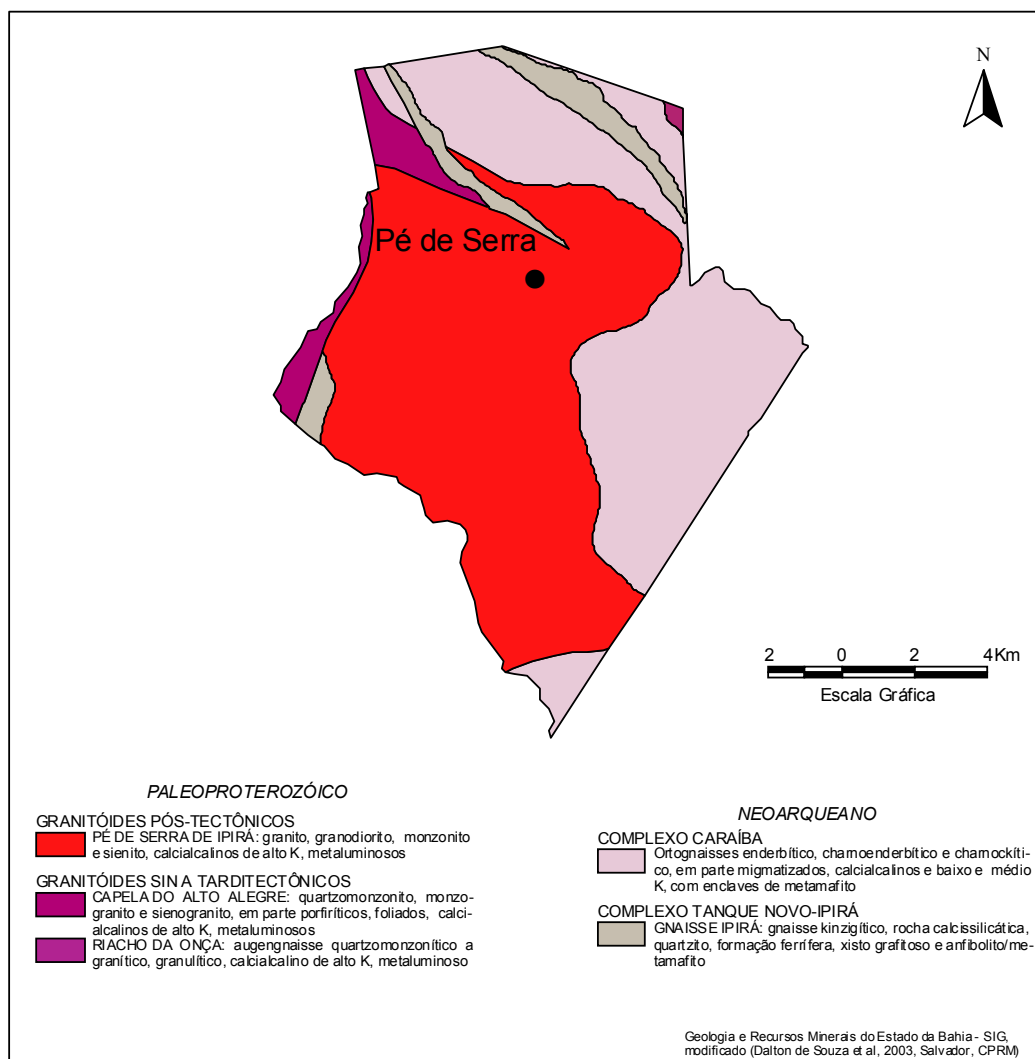 N
Pé de Serra
2 0 2 4Km
Escala Gráfica
PALEOPROTEROZÓICO
GRANITÓIDES PÓS-TECTÔNICOS
PÉ DE SERRA DE IPIRÁ: granito, granodiorito, monzonito
e sienito, calcialcalinos de alto K, metaluminosos
GRANITÓIDES SIN A TARDITECTÔNICOS
CAPELA DO ALTO ALEGRE: quartzomonzonito, monzo-
granito e sienogranito, em parte porfiríticos, foliados, calci-
alcalinos de alto K, metaluminosos
RIACHO DA ONÇA: augengnaisse quartzomonzonítico a
granítico, granulítico, calcialcalino de alto K, metaluminoso
NEOARQUEANO
COMPLEXO CARAÍBA
Ortognaisses enderbítico, charnoenderbítico e charnockíti-
co, em parte migmatizados, calcialcalinos e baixo e médio
K, com enclaves de metamafito
COMPLEXO TANQUE NOVO-IPIRÁ
GNAISSE IPIRÁ: gnaisse kinzigítico, rocha calcissilicática,
quartzito, formação ferrífera, xisto grafitoso e anfibolito/me-
tamafito
Geologia e Recursos Minerais do Estado da Bahia - SIG,
modificado (Dalton de Souza et al, 2003, Salvador, CPRM)